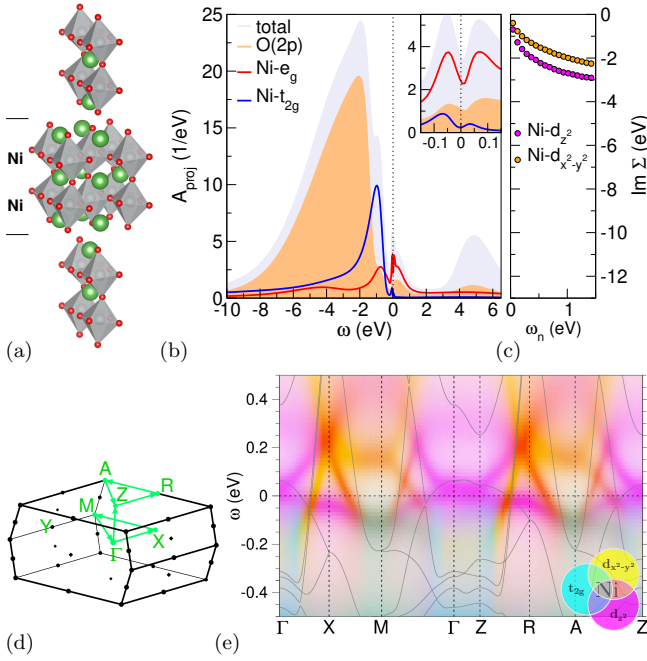 (a)
Ni
Ni
(b)
A_proj (1/eV)
25
20
15
10
5
0
total
O(2p)
Ni-e_g
Ni-t_2g
5
4
3
2
1
0
-0.1 0 0.1
-10 -8 -6 -4 -2 0 2 4 6
ω (eV)
(c)
Ni-d_z²
Ni-d_x²-y²
0
-2
-4
-6
-8
-10
-12
Im Σ (eV)
0 1
ω_n (eV)
(d)
A
R
Z
M
Y
X
Γ
(e)
ω (eV)
0.4
0.2
0
-0.2
-0.4
Γ X M Γ Z R A Z
d_x²-y²
t_2g
Ni
d_z²